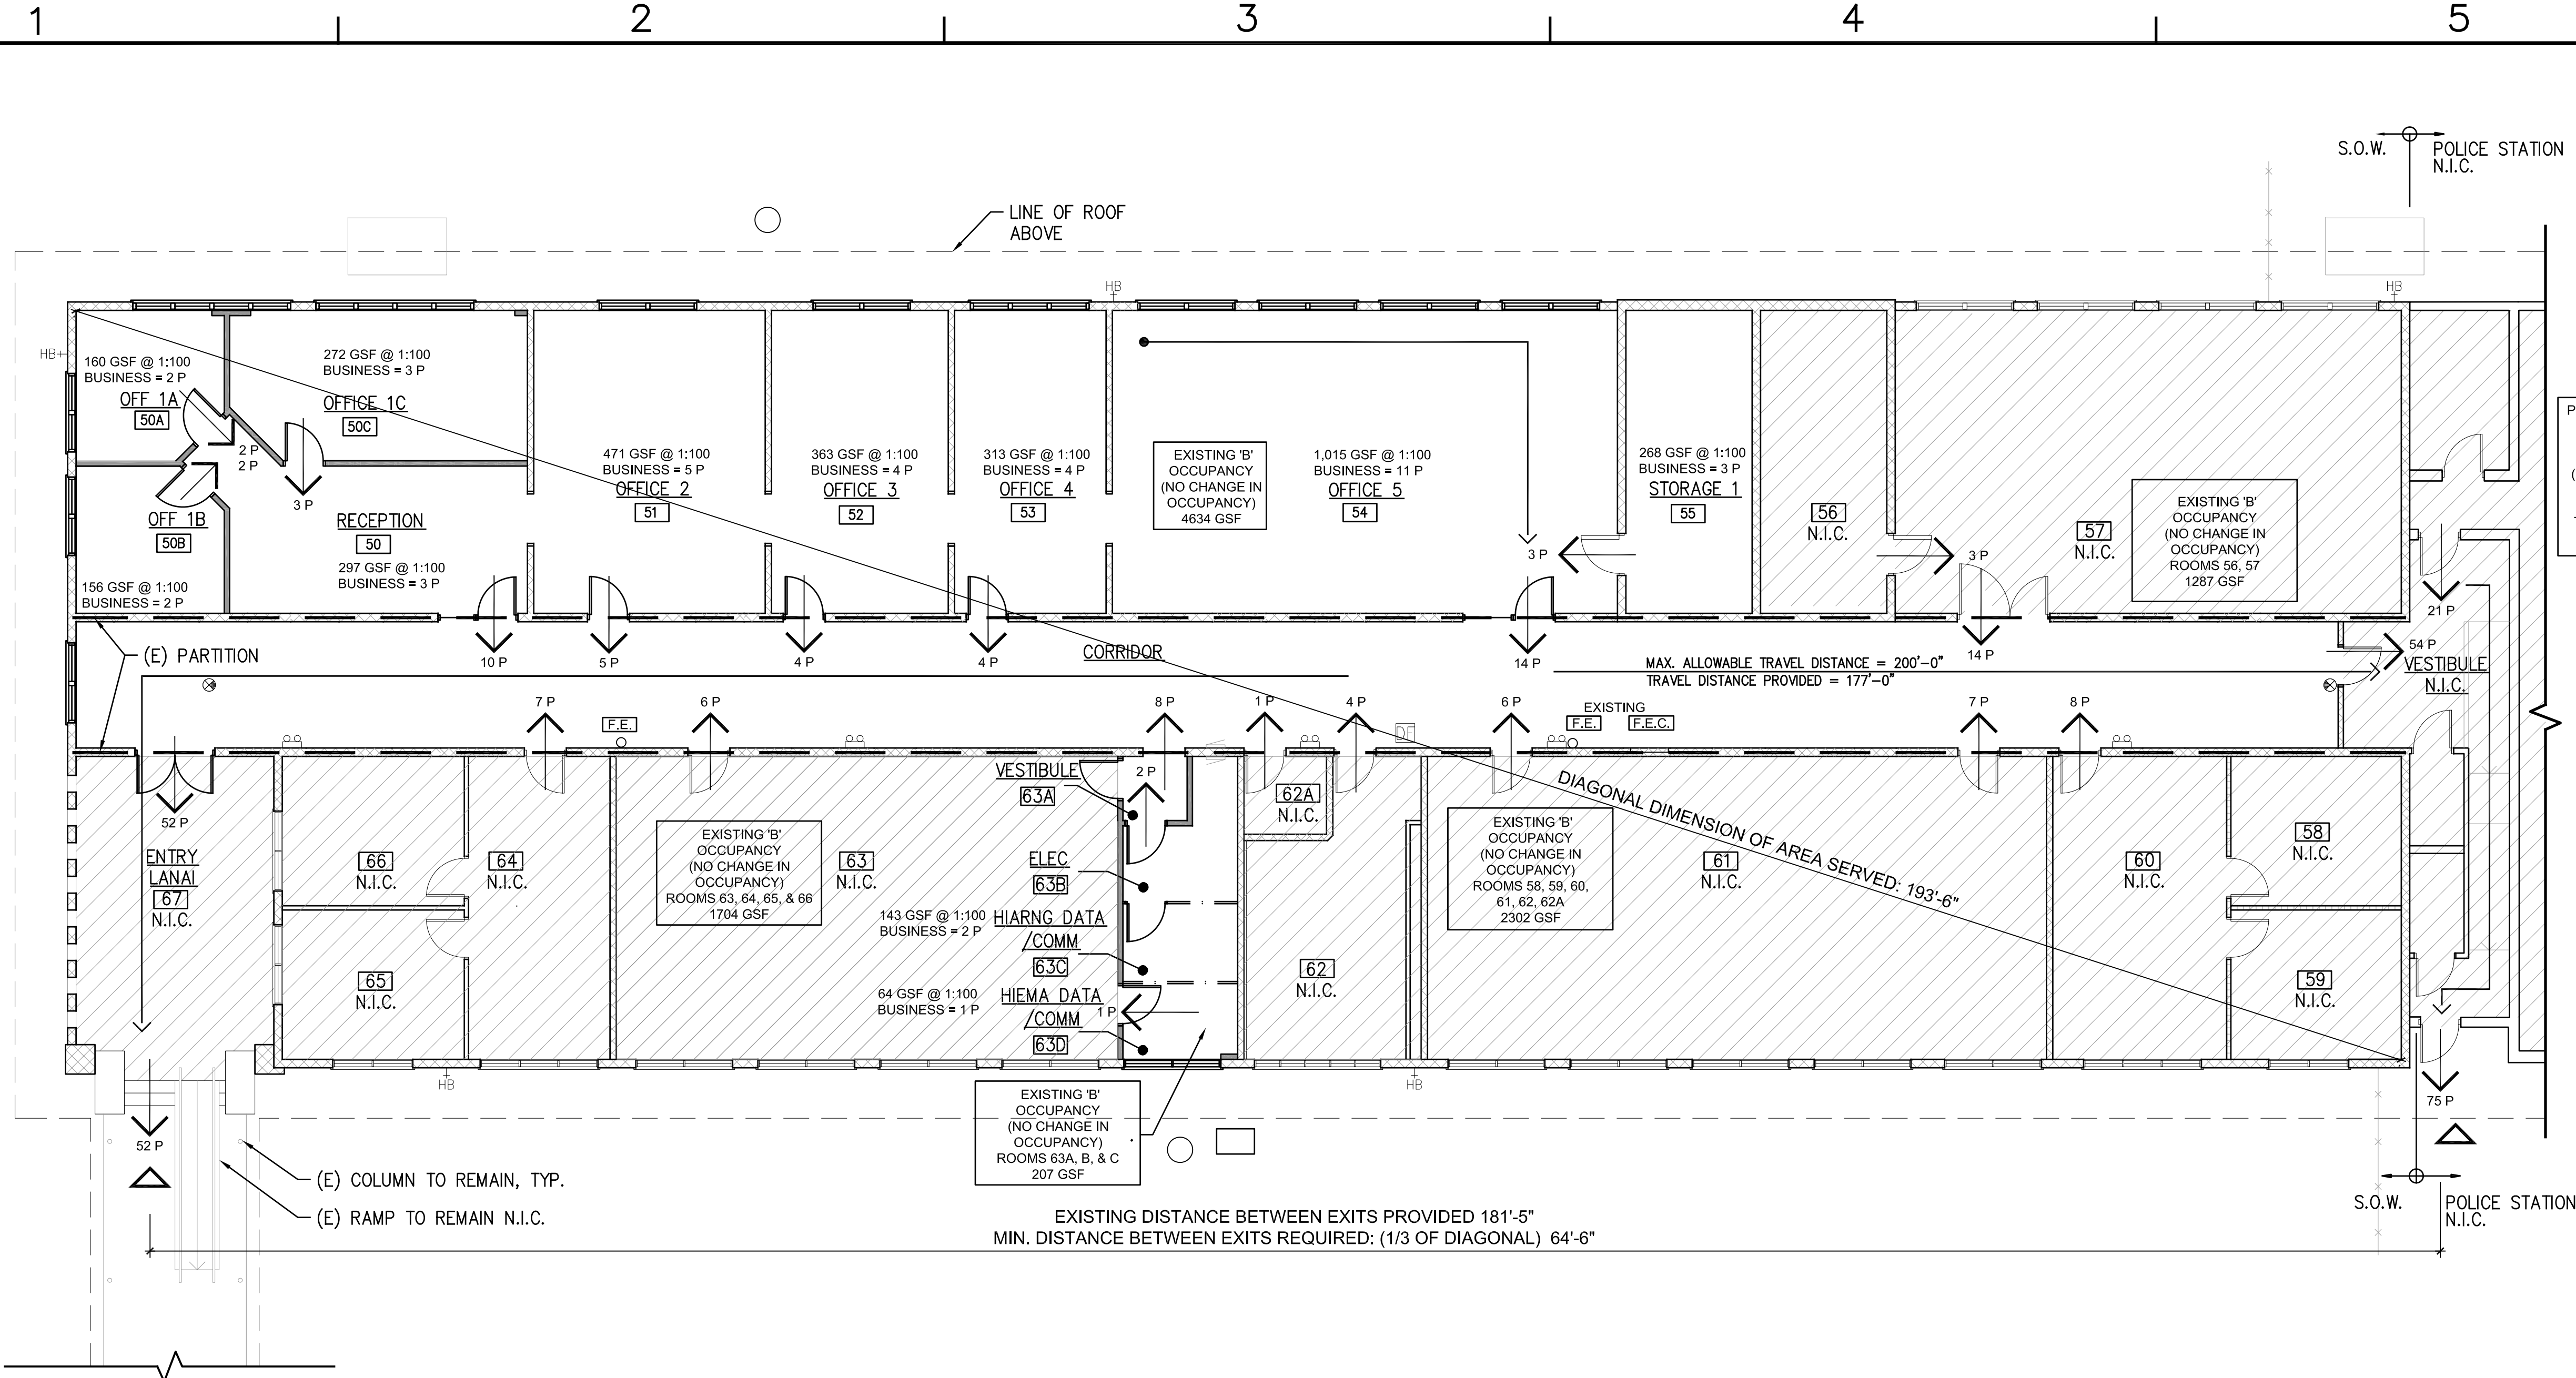 1
2
3
4
5
S.O.W.
POLICE STATION
N.I.C.
LINE OF ROOF
ABOVE
HB
HB
HB
160 GSF @ 1:100
BUSINESS = 2 P
OFF 1A
50A
272 GSF @ 1:100
BUSINESS = 3 P
OFFICE 1C
50C
2 P
2 P
3 P
OFF 1B
50B
156 GSF @ 1:100
BUSINESS = 2 P
RECEPTION
50
297 GSF @ 1:100
BUSINESS = 3 P
471 GSF @ 1:100
BUSINESS = 5 P
OFFICE 2
51
363 GSF @ 1:100
BUSINESS = 4 P
OFFICE 3
52
313 GSF @ 1:100
BUSINESS = 4 P
OFFICE 4
53
EXISTING 'B'
OCCUPANCY
(NO CHANGE IN
OCCUPANCY)
4634 GSF
1,015 GSF @ 1:100
BUSINESS = 11 P
OFFICE 5
54
3 P
268 GSF @ 1:100
BUSINESS = 3 P
STORAGE 1
55
56
N.I.C.
3 P
57
N.I.C.
EXISTING 'B'
OCCUPANCY
(NO CHANGE IN
OCCUPANCY)
ROOMS 56, 57
1287 GSF
P
(
21 P
(E) PARTITION
10 P
5 P
4 P
4 P
CORRIDOR
14 P
14 P
MAX. ALLOWABLE TRAVEL DISTANCE = 200'-0"
TRAVEL DISTANCE PROVIDED = 177'-0"
54 P
VESTIBULE
N.I.C.
7 P
F.E.
6 P
8 P
1 P
4 P
DF
6 P
EXISTING
F.E.
F.E.C.
7 P
8 P
52 P
ENTRY
LANAI
67
N.I.C.
66
N.I.C.
64
N.I.C.
65
N.I.C.
EXISTING 'B'
OCCUPANCY
(NO CHANGE IN
OCCUPANCY)
ROOMS 63, 64, 65, & 66
1704 GSF
63
N.I.C.
VESTIBULE
63A
2 P
ELEC
63B
143 GSF @ 1:100
BUSINESS = 2 P
HIARNG DATA
/COMM
63C
64 GSF @ 1:100
BUSINESS = 1 P
HIEMA DATA
/COMM
63D
1 P
62A
N.I.C.
62
N.I.C.
EXISTING 'B'
OCCUPANCY
(NO CHANGE IN
OCCUPANCY)
ROOMS 58, 59, 60,
61, 62, 62A
2302 GSF
61
N.I.C.
DIAGONAL DIMENSION OF AREA SERVED: 193'-6"
60
N.I.C.
58
N.I.C.
59
N.I.C.
HB
HB
52 P
75 P
(E) COLUMN TO REMAIN, TYP.
(E) RAMP TO REMAIN N.I.C.
EXISTING 'B'
OCCUPANCY
(NO CHANGE IN
OCCUPANCY)
ROOMS 63A, B, & C
207 GSF
EXISTING DISTANCE BETWEEN EXITS PROVIDED 181'-5"
MIN. DISTANCE BETWEEN EXITS REQUIRED: (1/3 OF DIAGONAL) 64'-6"
S.O.W.
POLICE STATION
N.I.C.